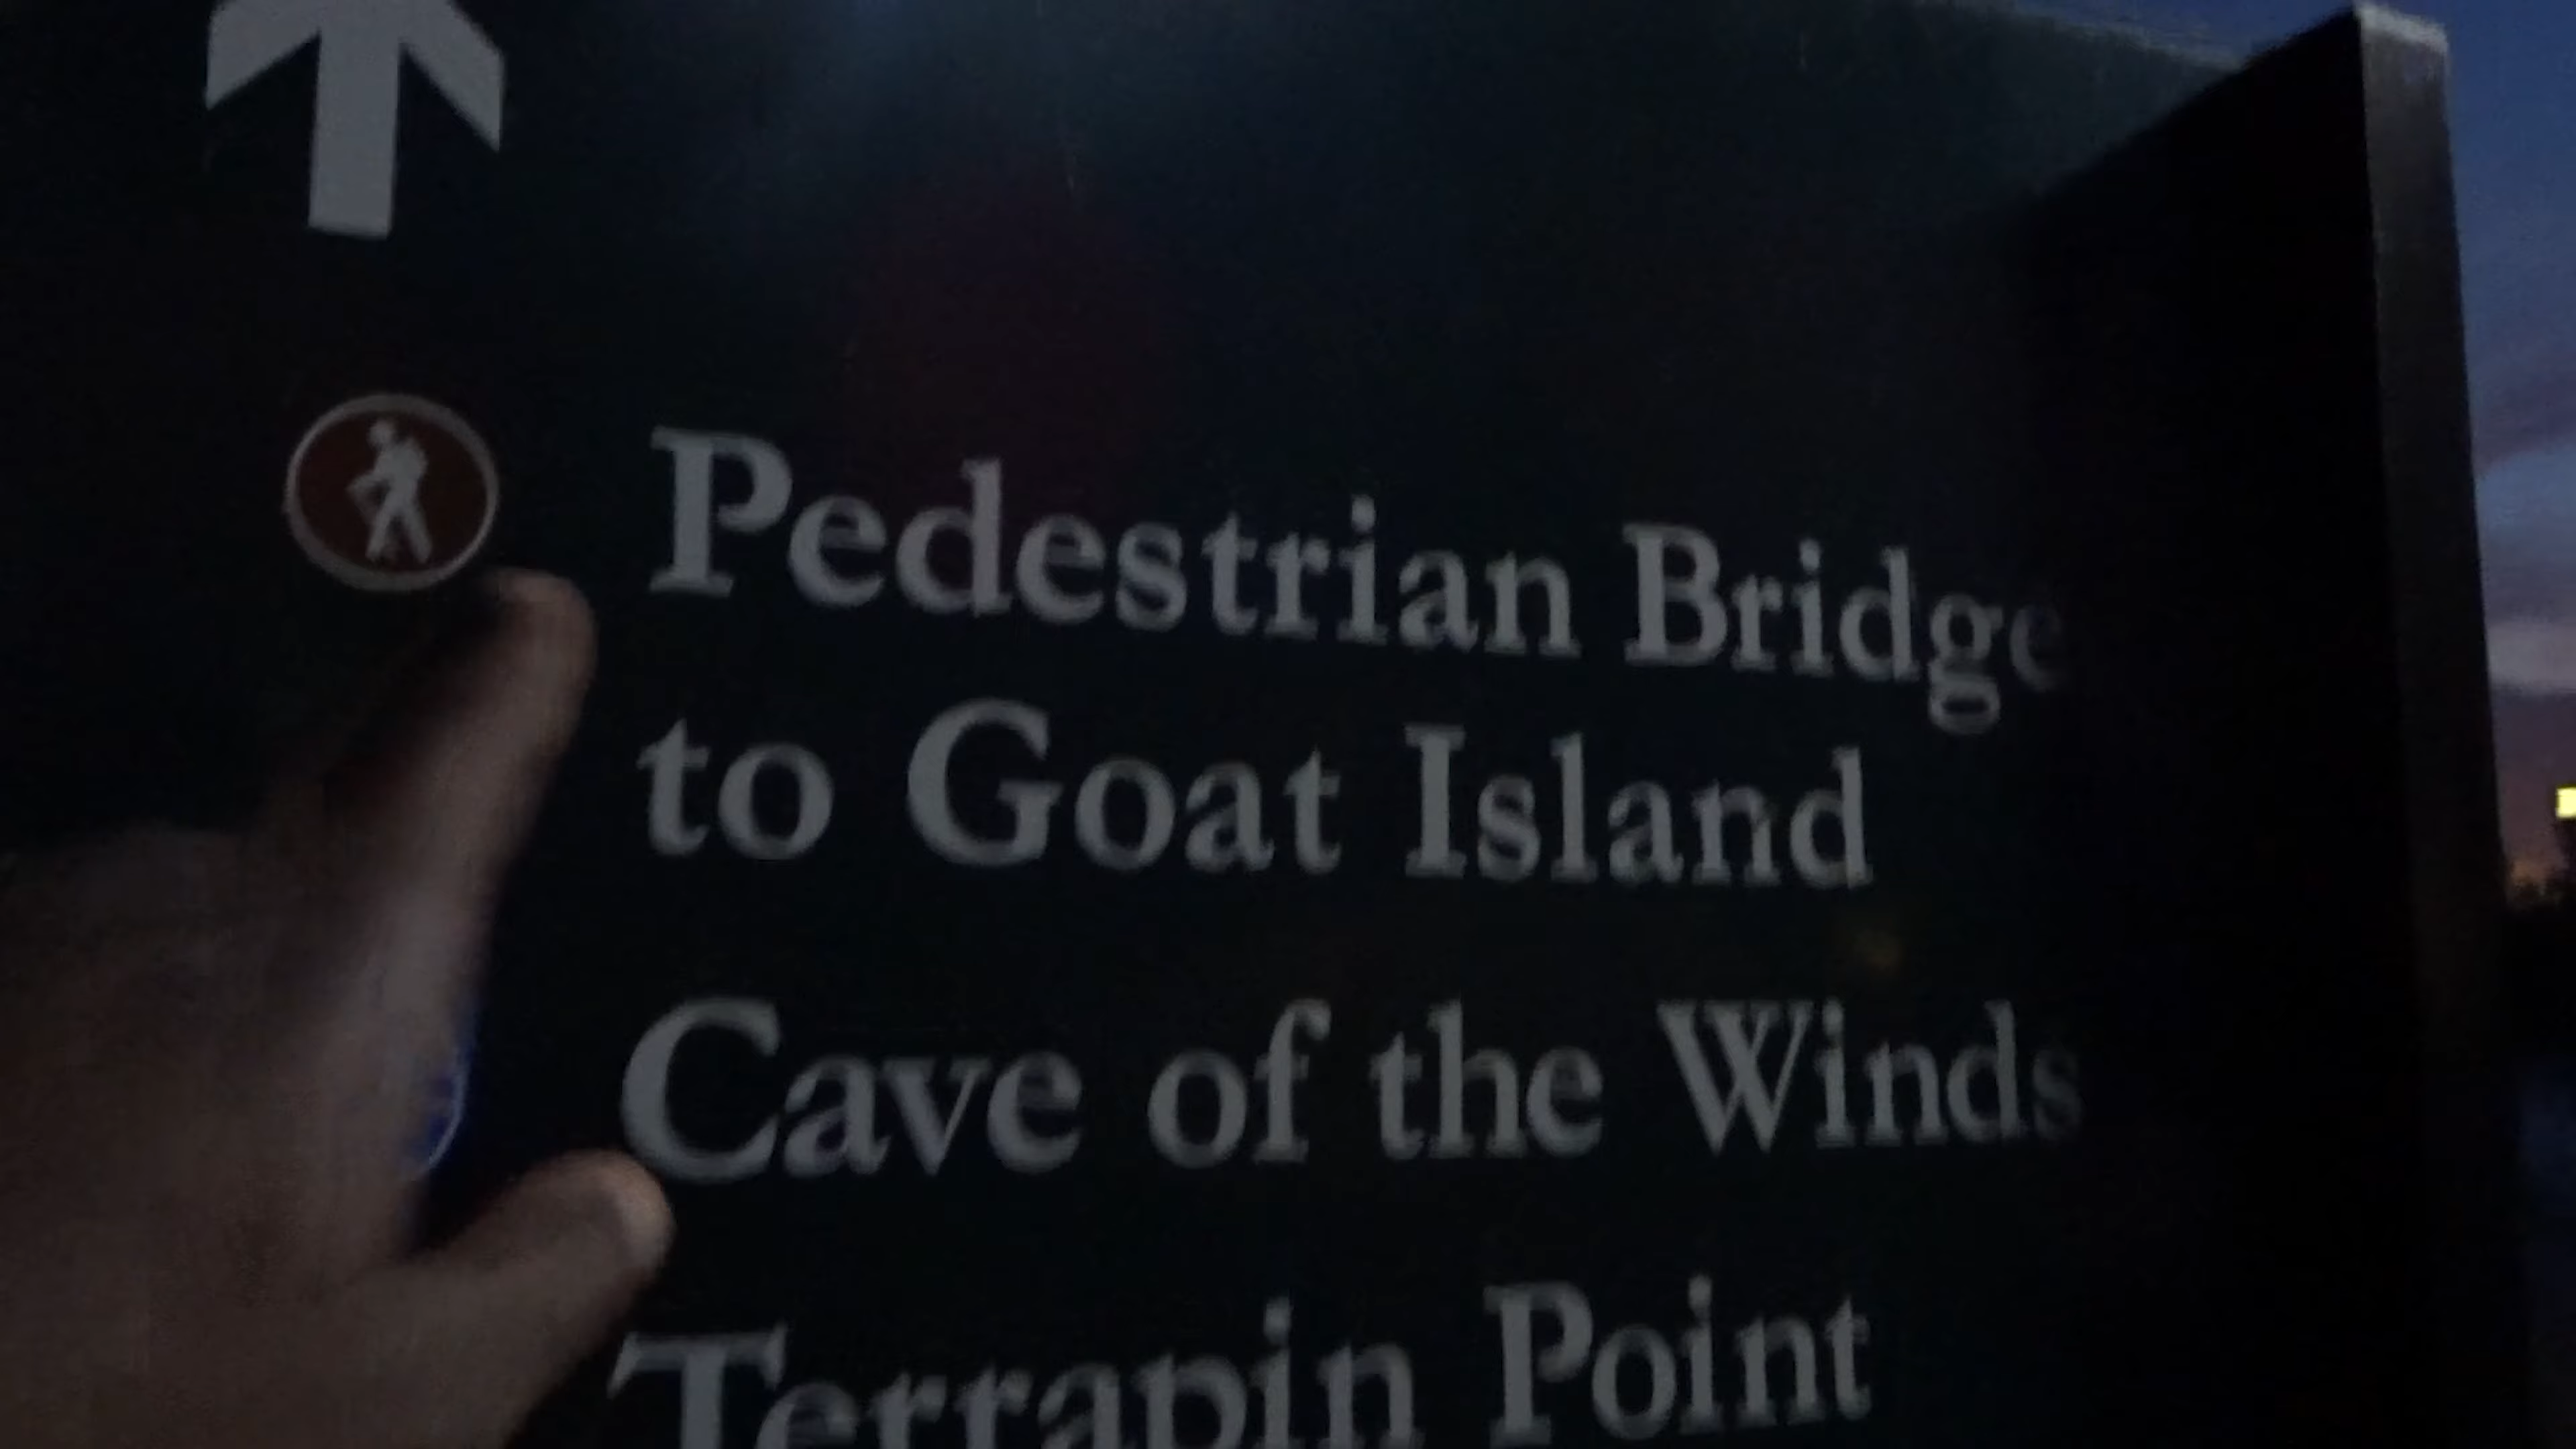 Pedestrian Bridge
to Goat Island
Cave of the Winds
Terrapin Point